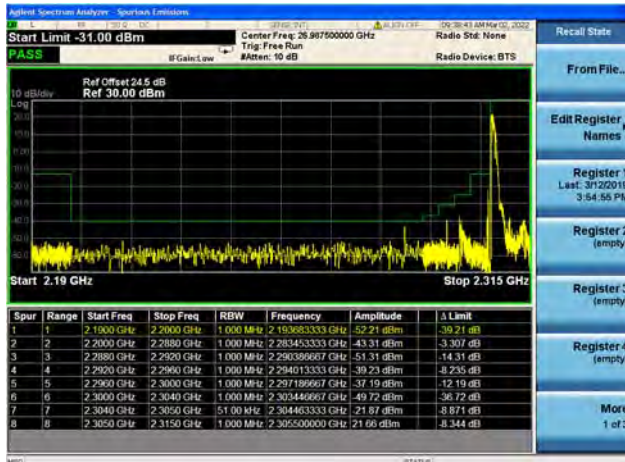 Agilent Spectrum Analyzer - Spurious Emissions
L RF 50 Ω DC SENSE:INT ALIGN OFF 09:38:43 AM Mar 02, 2022
Start Limit -31.00 dBm
Center Freq: 26.987500000 GHz
Radio Std: None
Trig: Free Run
PASS
IFGain:Low
#Atten: 10 dB
Radio Device: BTS
Ref Offset 24.5 dB
10 dB/div
Ref 30.00 dBm
Log
Start 2.19 GHz
Stop 2.315 GHz
Spur Range Start Freq Stop Freq RBW Frequency Amplitude Δ Limit
1 1 2.1900 GHz 2.2000 GHz 1.000 MHz 2.193683333 GHz -52.21 dBm -39.21 dB
2 2 2.2000 GHz 2.2880 GHz 1.000 MHz 2.283453333 GHz -43.31 dBm -3.307 dB
3 3 2.2880 GHz 2.2920 GHz 1.000 MHz 2.290386667 GHz -51.31 dBm -14.31 dB
4 4 2.2920 GHz 2.2960 GHz 1.000 MHz 2.294013333 GHz -39.23 dBm -8.235 dB
5 5 2.2960 GHz 2.3000 GHz 1.000 MHz 2.297186667 GHz -37.19 dBm -12.19 dB
6 6 2.3000 GHz 2.3040 GHz 1.000 MHz 2.303446667 GHz -49.72 dBm -36.72 dB
7 7 2.3040 GHz 2.3050 GHz 51.00 kHz 2.304463333 GHz -21.87 dBm -8.871 dB
8 8 2.3050 GHz 2.3150 GHz 1.000 MHz 2.305500000 GHz 21.66 dBm -8.344 dB
MSG
STATUS
Recall State
From File..
Edit Register
Names
Register 1
Last: 3/12/2019
3:54:55 PM
Register 2
(empty
Register 3
(empty
Register 4
(empty
More
1 of 3